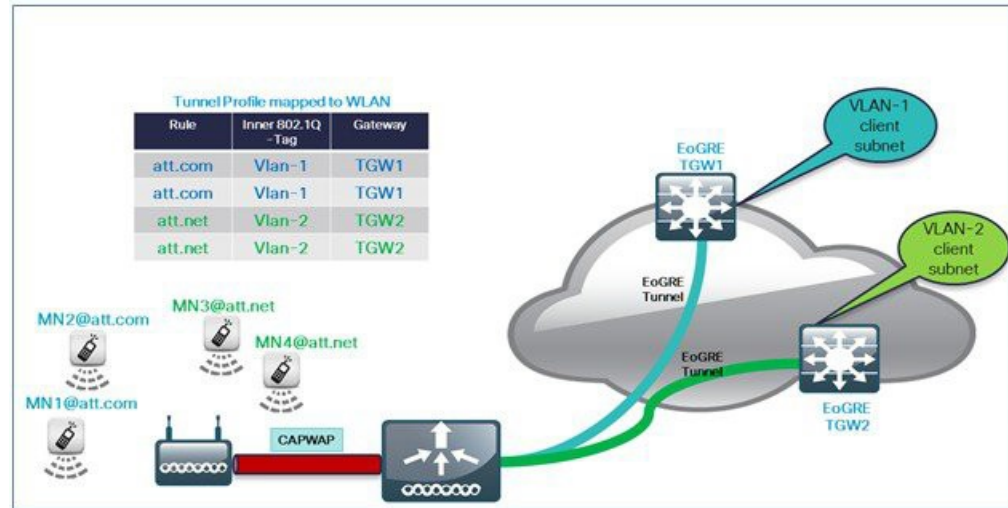 Tunnel Profile mapped to WLAN
Rule Inner 802.1Q Gateway
-Tag
att.com Vlan-1 TGW1
att.com Vlan-1 TGW1
att.net Vlan-2 TGW2
att.net Vlan-2 TGW2
VLAN-1
client
subnet
EoGRE
TGW1
VLAN-2
client
subnet
EoGRE
Tunnel
MN3@att.net
MN2@att.com
MN4@att.net
EoGRE
Tunnel
MN1@att.com
EoGRE
TGW2
CAPWAP